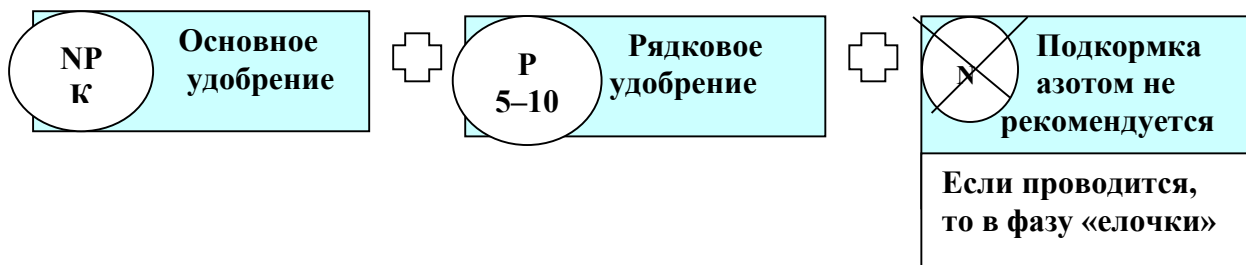 NP
К
Основное
удобрение
Р
5–10
Рядковое
удобрение
N
Подкормка
азотом не
рекомендуется
Если проводится,
то в фазу «елочки»